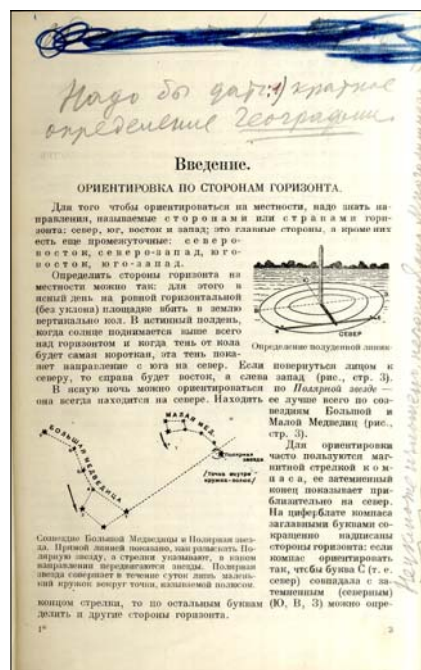 Надо бы дать 1) краткое
определение Географии.
Введение.
ОРИЕНТИРОВКА ПО СТОРОНАМ ГОРИЗОНТА.
Для того чтобы ориентироваться на местности, надо знать на-
правления, называемые сторонами или странами гори-
зонта: север, юг, восток и запад; это главные стороны, а кроме них
есть еще промежуточные: северо-
восток, северо-запад, юго-
восток, юго-запад.
Определить стороны горизонта на
местности можно так: для этого в
ясный день на ровной горизонтальной
(без уклона) площадке вбить в землю
вертикально кол. В истинный полдень,
когда солнце поднимается выше всего
над горизонтом и когда тень от кола
будет самая короткая, эта тень пока-
СЕВЕР
Определение полуденной линии
жет направление с юга на север. Если повернуться лицом к
северу, то справа будет восток, а слева запад (рис., стр. 3).
В ясную ночь можно ориентироваться по Полярной звезде —
она всегда находится на севере. Находить ее лучше всего по соз-
вездиям Большой и
Малой Медведиц (рис.,
стр. 3).
Для ориентировки
часто пользуются маг-
нитной стрелкой ком-
паса, ее затемненный
конец показывает при-
близительно на север.
На циферблате компаса
заглавными буквами со-
кращенно надписаны
стороны горизонта: если
компас ориентировать
так, чтобы буква С (т. е.
север) совпадала с за-
темненным (северным)
МАЛАЯ МЕД.
БОЛЬШАЯ МЕДВЕДИЦА
Полярная
звезда
/Точка внутри
кружка-полюс/
Созвездие Большой Медведицы и Полярная звез-
да. Прямой линией показано, как разыскать По-
лярную звезду, а стрелки указывают, в каком
направлении передвигаются звезды. Полярная
звезда совершает в течение суток лишь малень-
кий кружок вокруг точки, называемой полюсом.
концом стрелки, то по остальным буквам (Ю, В, З) можно опре-
делить и другие стороны горизонта.
1*
3